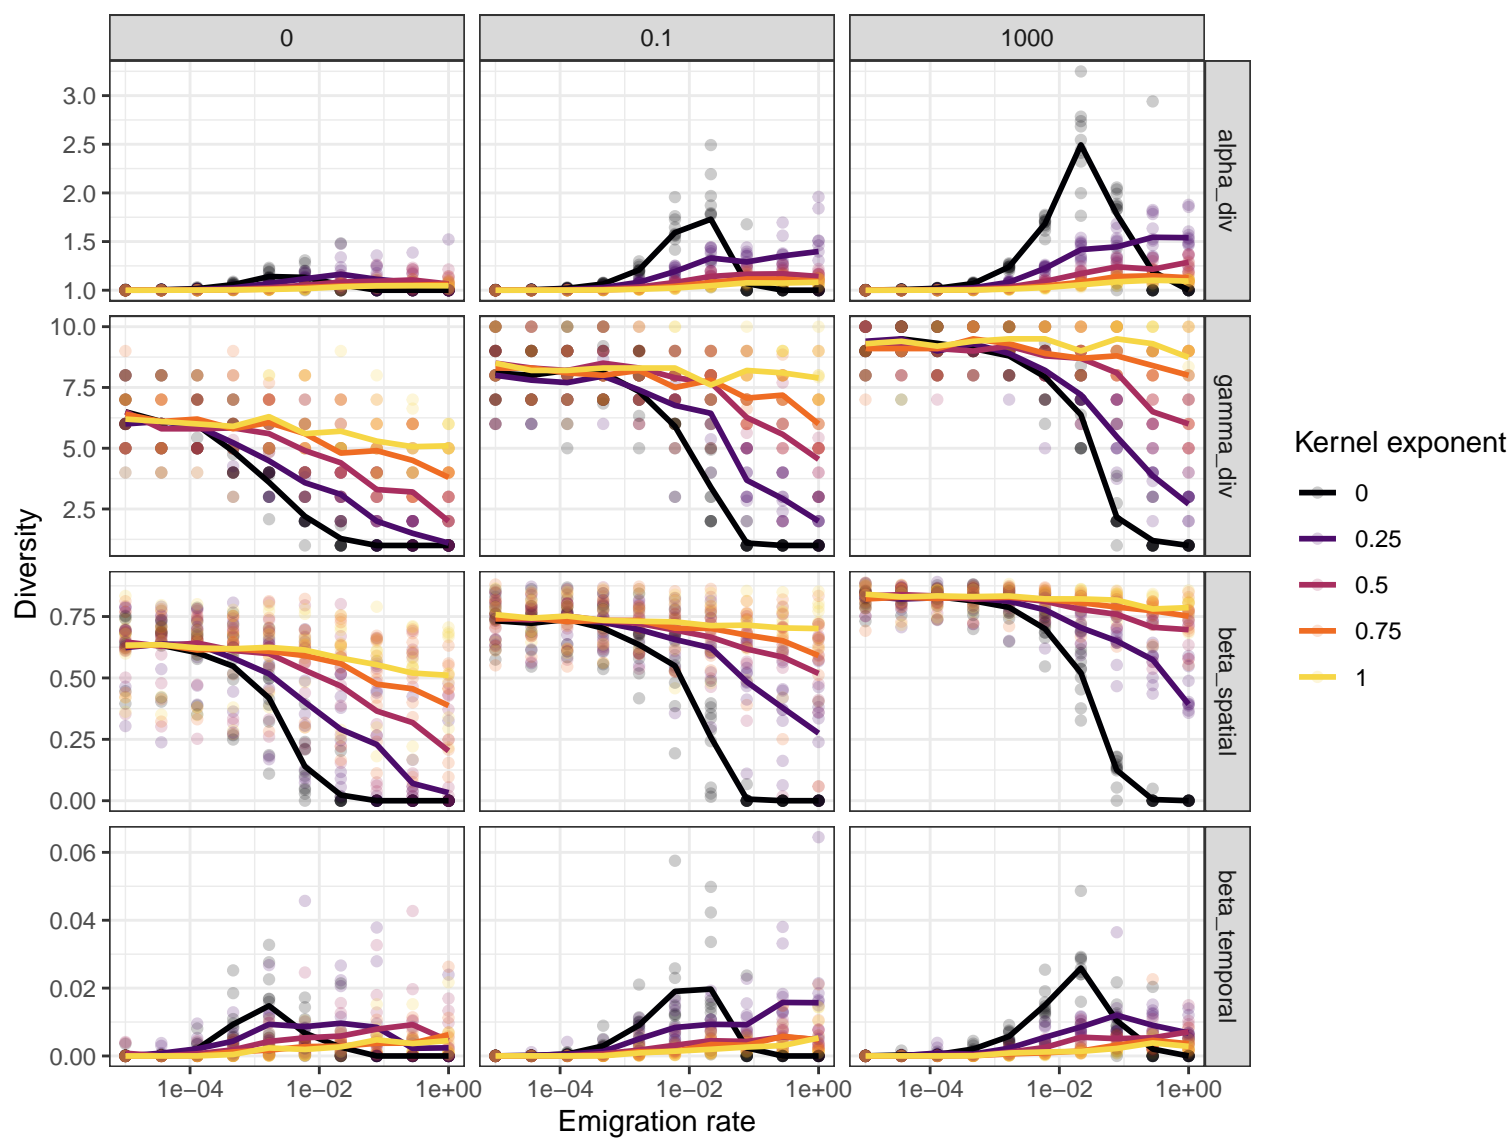 0 0.1 1000
3.0
2.5
2.0
1.5
1.0
alpha_div
10.0
7.5
5.0
2.5
gamma_div
0.75
0.50
0.25
0.00
beta_spatial
0.06
0.04
0.02
0.00
beta_temporal
1e−04 1e−02 1e+00 1e−04 1e−02 1e+00 1e−04 1e−02 1e+00
Emigration rate
Diversity
Kernel exponent
0
0.25
0.5
0.75
1